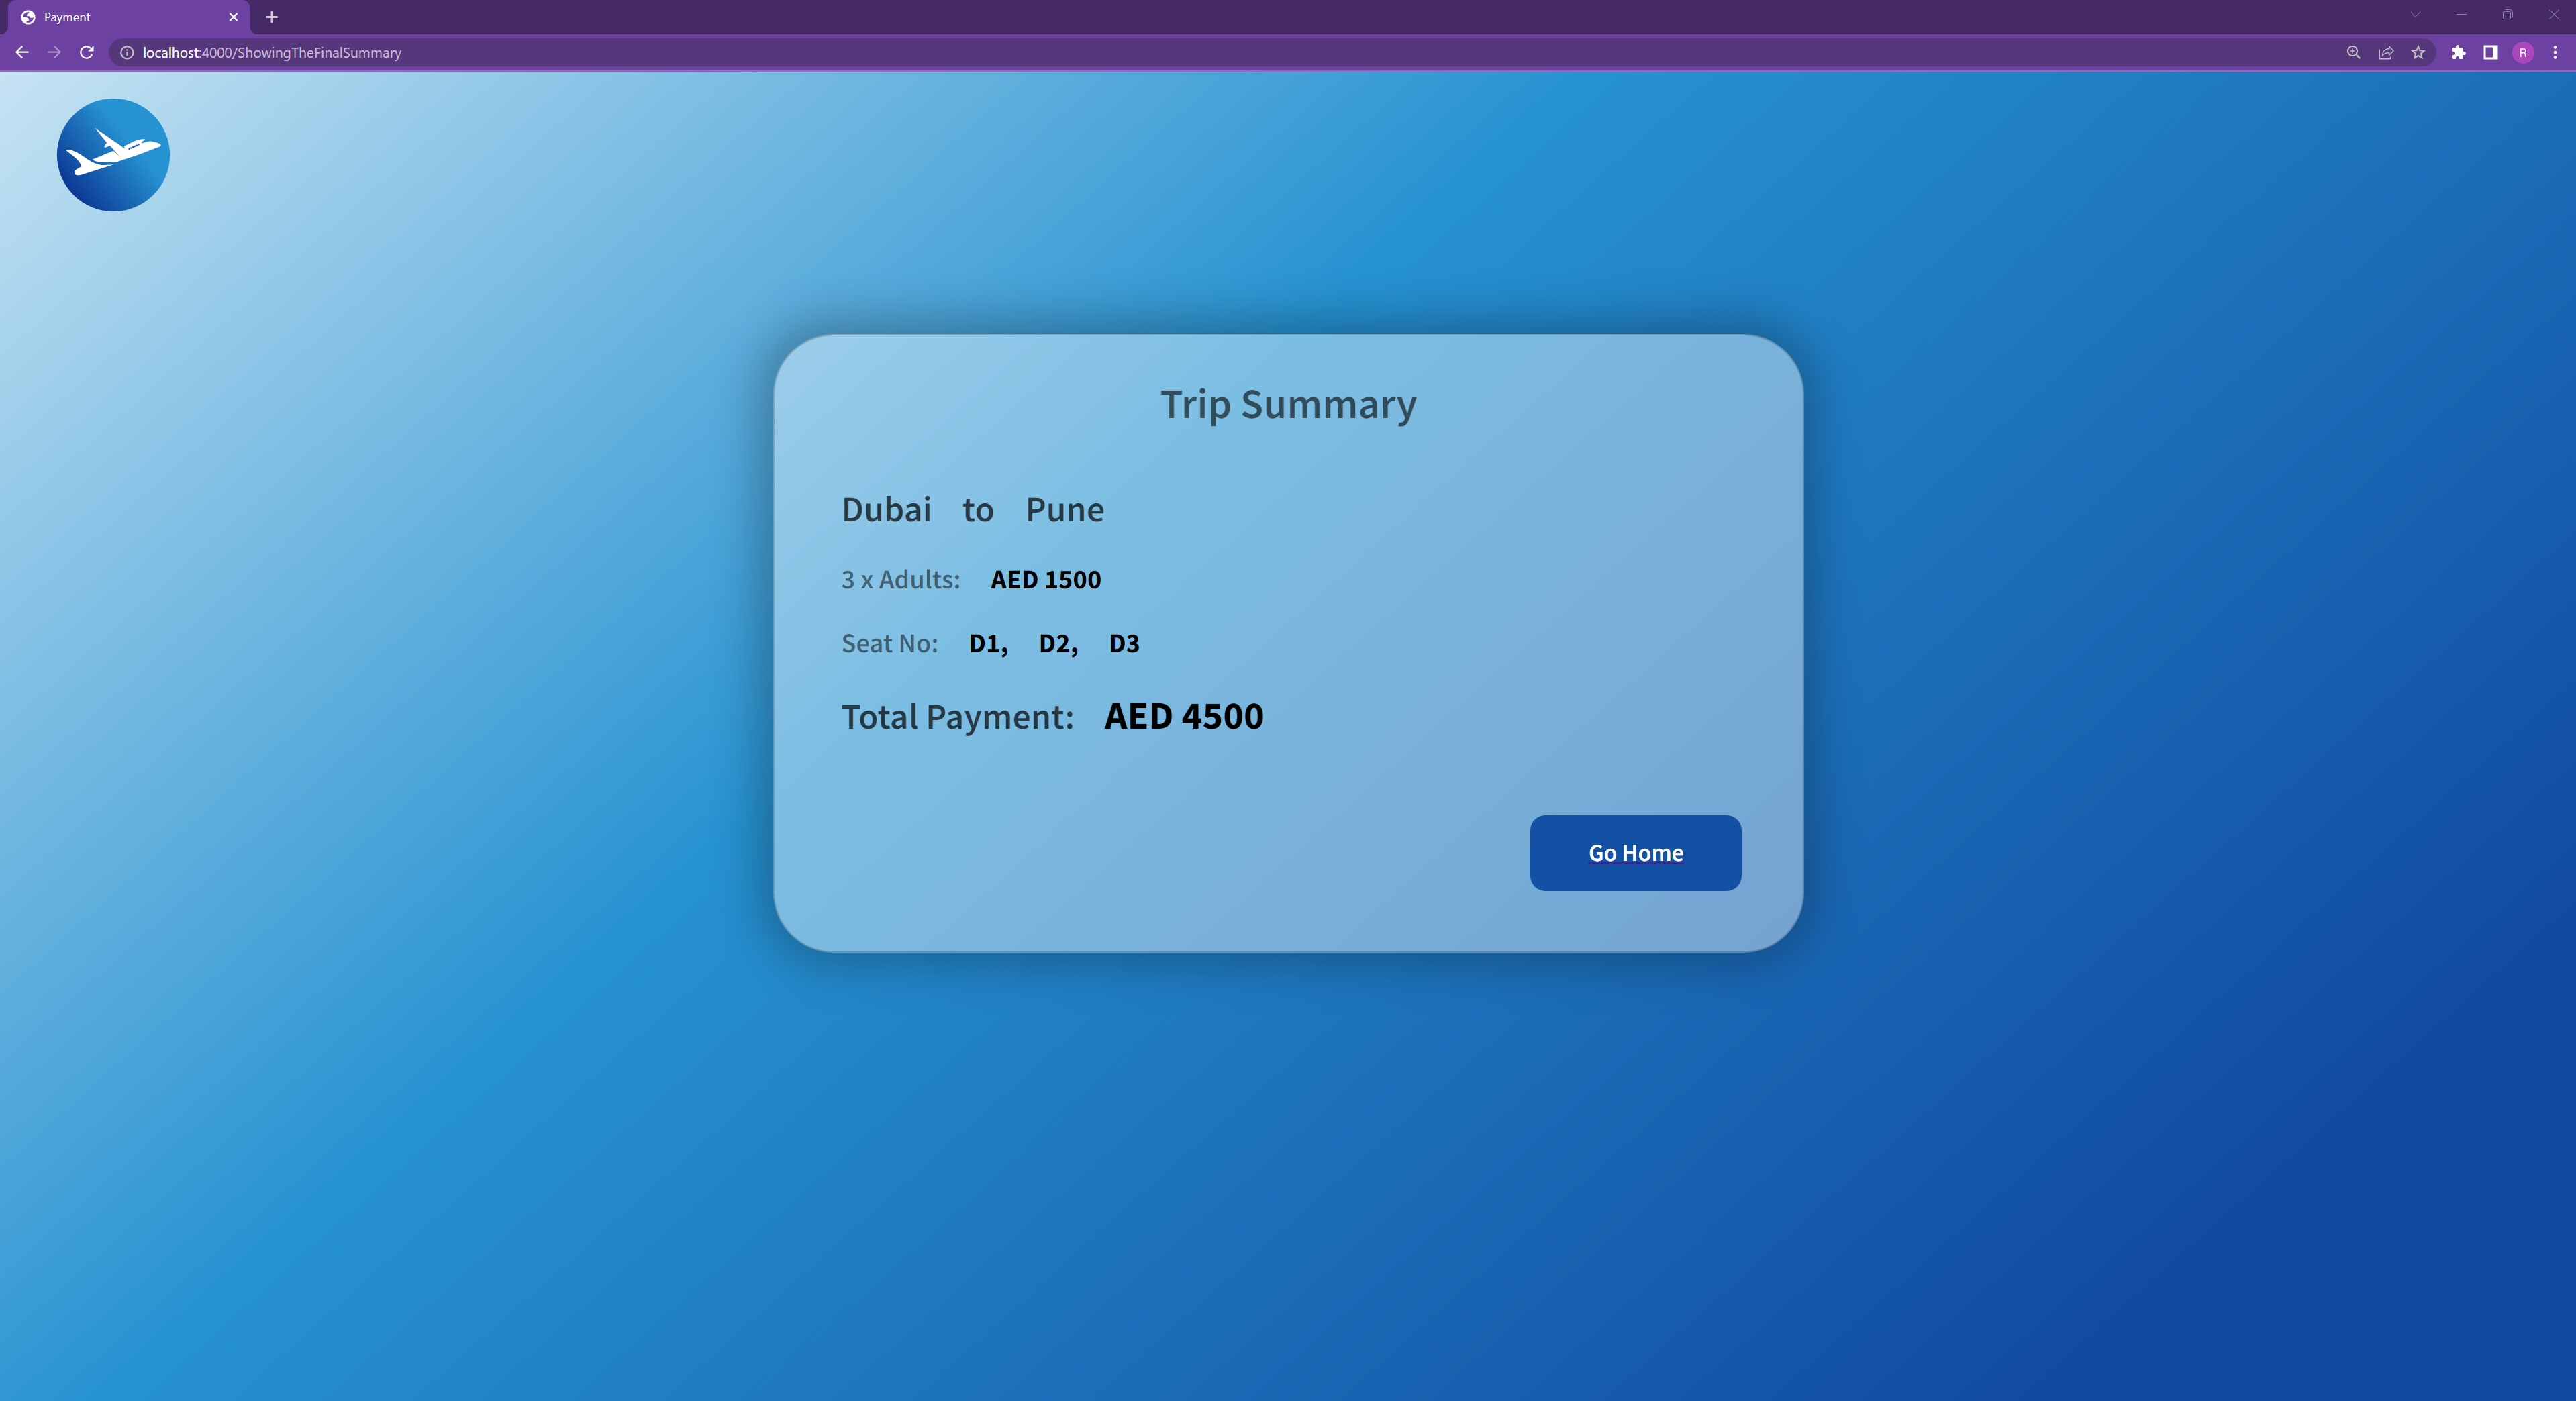 Payment
localhost:4000/ShowingTheFinalSummary
R
Trip Summary
Dubai to Pune
3 x Adults: AED 1500
Seat No: D1, D2, D3
Total Payment: AED 4500
Go Home